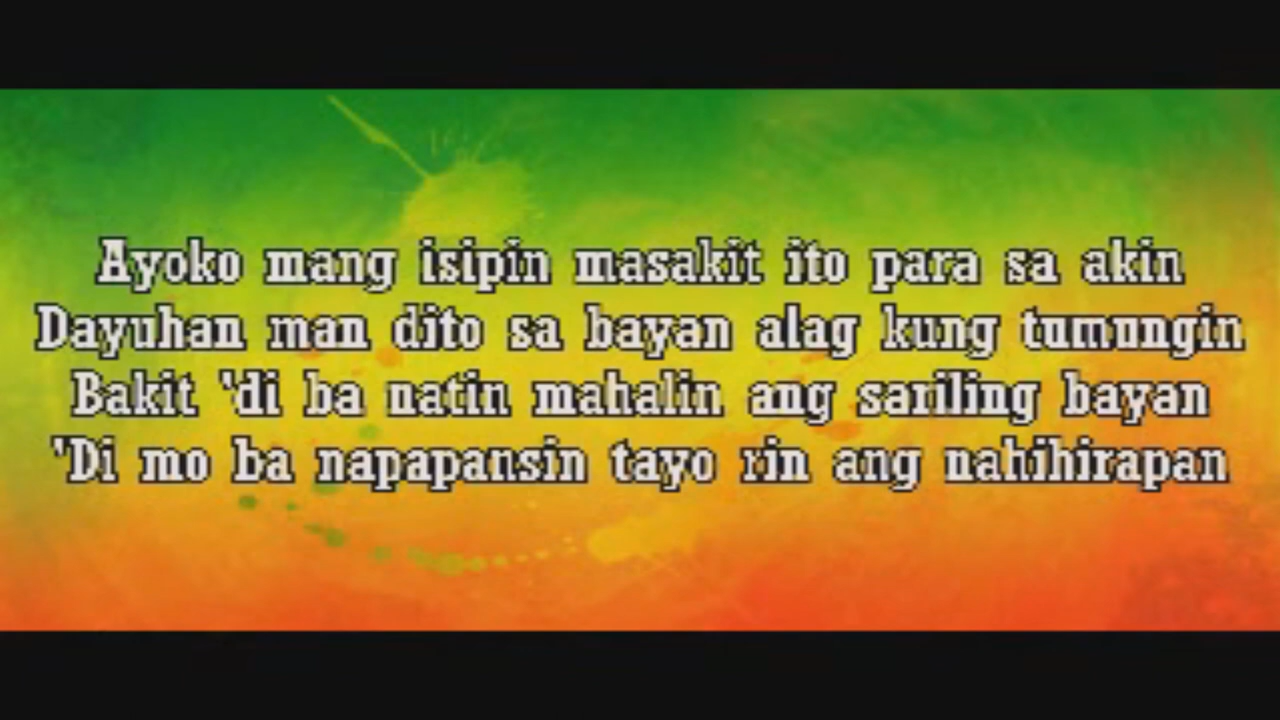 Ayoko mang isipin masakit ito para sa akin
Dayuhan man dito sa bayan alag kung tumungin
Bakit 'di ba natin mahalin ang sariling bayan
'Di mo ba napapansin tayo rin ang nahihirapan